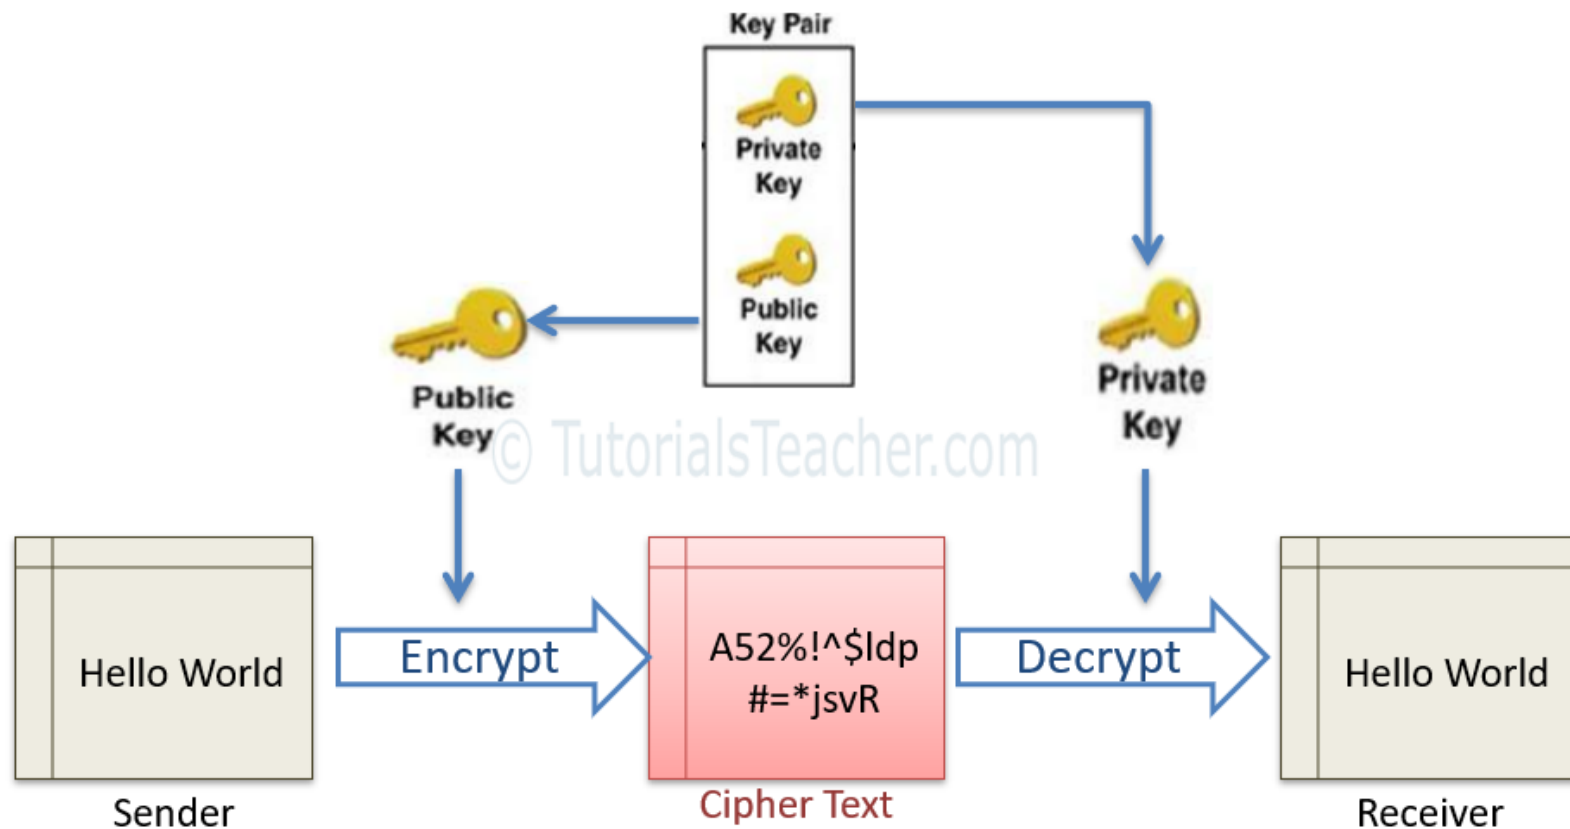 Key Pair
Private
Key
Public
Key
Public
Key
Private
Key
© TutorialsTeacher.com
Hello World
Encrypt
A52%!^$ldp
#=*jsvR
Decrypt
Hello World
Sender
Cipher Text
Receiver